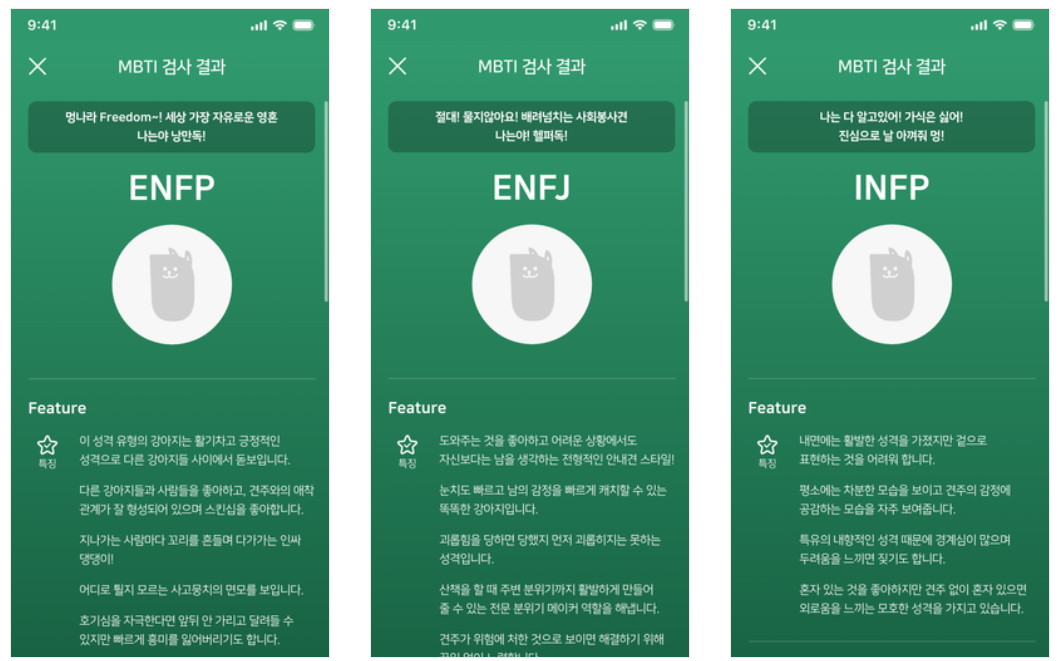 9:41
MBTI 검사 결과
멍나라 Freedom~! 세상 가장 자유로운 영혼
나는야 낭만독!
ENFP
Feature
특징
이 성격 유형의 강아지는 활기차고 긍정적인
성격으로 다른 강아지들 사이에서 돋보입니다.
다른 강아지들과 사람들을 좋아하고, 견주와의 애착
관계가 잘 형성되어 있으며 스킨십을 좋아합니다.
지나가는 사람마다 꼬리를 흔들며 다가가는 인싸
댕댕이!
어디로 튈지 모르는 사고뭉치의 면모를 보입니다.
호기심을 자극한다면 앞뒤 안 가리고 달려들 수
있지만 빠르게 흥미를 잃어버리기도 합니다.
9:41
MBTI 검사 결과
절대! 물지않아요! 배려넘치는 사회봉사견
나는야! 헬퍼독!
ENFJ
Feature
특징
도와주는 것을 좋아하고 어려운 상황에서도
자신보다는 남을 생각하는 전형적인 안내견 스타일!
눈치도 빠르고 남의 감정을 빠르게 캐치할 수 있는
똑똑한 강아지입니다.
괴롭힘을 당하면 당했지 먼저 괴롭히지는 못하는
성격입니다.
산책을 할 때 주변 분위기까지 활발하게 만들어
줄 수 있는 전문 분위기 메이커 역할을 해냅니다.
견주가 위험에 처한 것으로 보이면 해결하기 위해
9:41
MBTI 검사 결과
나는 다 알고있어! 가식은 싫어!
진심으로 날 아껴줘 멍!
INFP
Feature
특징
내면에는 활발한 성격을 가졌지만 겉으로
표현하는 것을 어려워 합니다.
평소에는 차분한 모습을 보이고 견주의 감정에
공감하는 모습을 자주 보여줍니다.
특유의 내향적인 성격 때문에 경계심이 많으며
두려움을 느끼면 짖기도 합니다.
혼자 있는 것을 좋아하지만 견주 없이 혼자 있으면
외로움을 느끼는 모호한 성격을 가지고 있습니다.